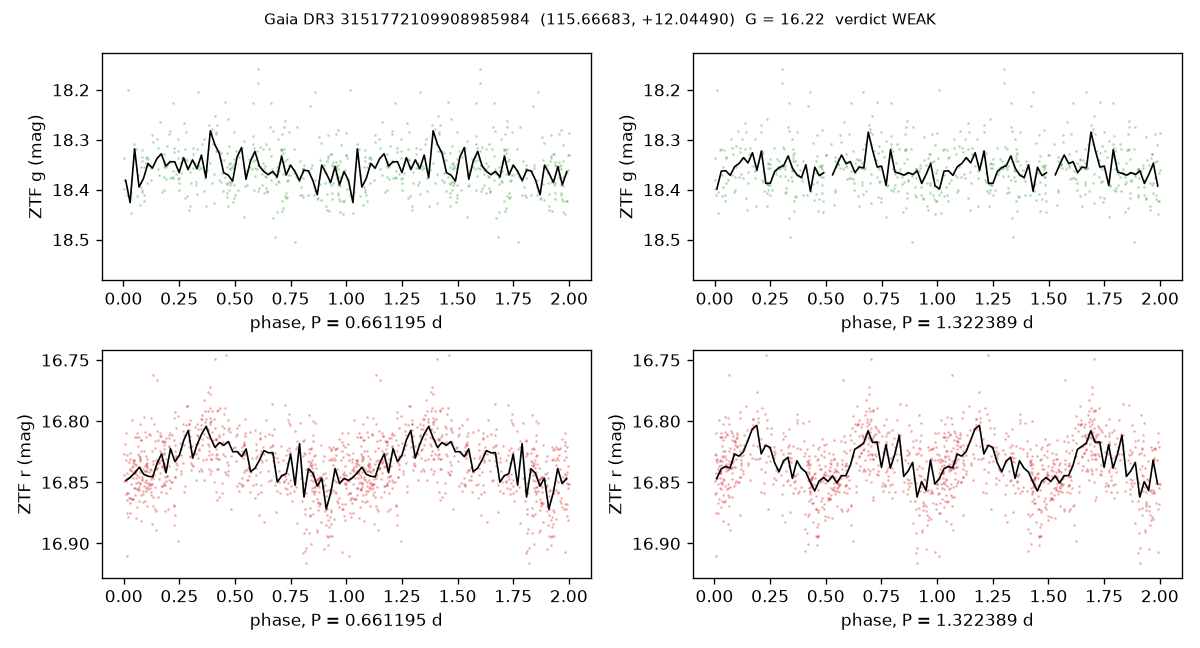 Gaia DR3 3151772109908985984  (115.66683, +12.04490)  G = 16.22  verdict WEAK
ZTF g (mag)
18.2
18.3
18.4
18.5
0.00 0.25 0.50 0.75 1.00 1.25 1.50 1.75 2.00
phase, P = 0.661195 d
ZTF g (mag)
18.2
18.3
18.4
18.5
0.00 0.25 0.50 0.75 1.00 1.25 1.50 1.75 2.00
phase, P = 1.322389 d
ZTF r (mag)
16.75
16.80
16.85
16.90
0.00 0.25 0.50 0.75 1.00 1.25 1.50 1.75 2.00
phase, P = 0.661195 d
ZTF r (mag)
16.75
16.80
16.85
16.90
0.00 0.25 0.50 0.75 1.00 1.25 1.50 1.75 2.00
phase, P = 1.322389 d